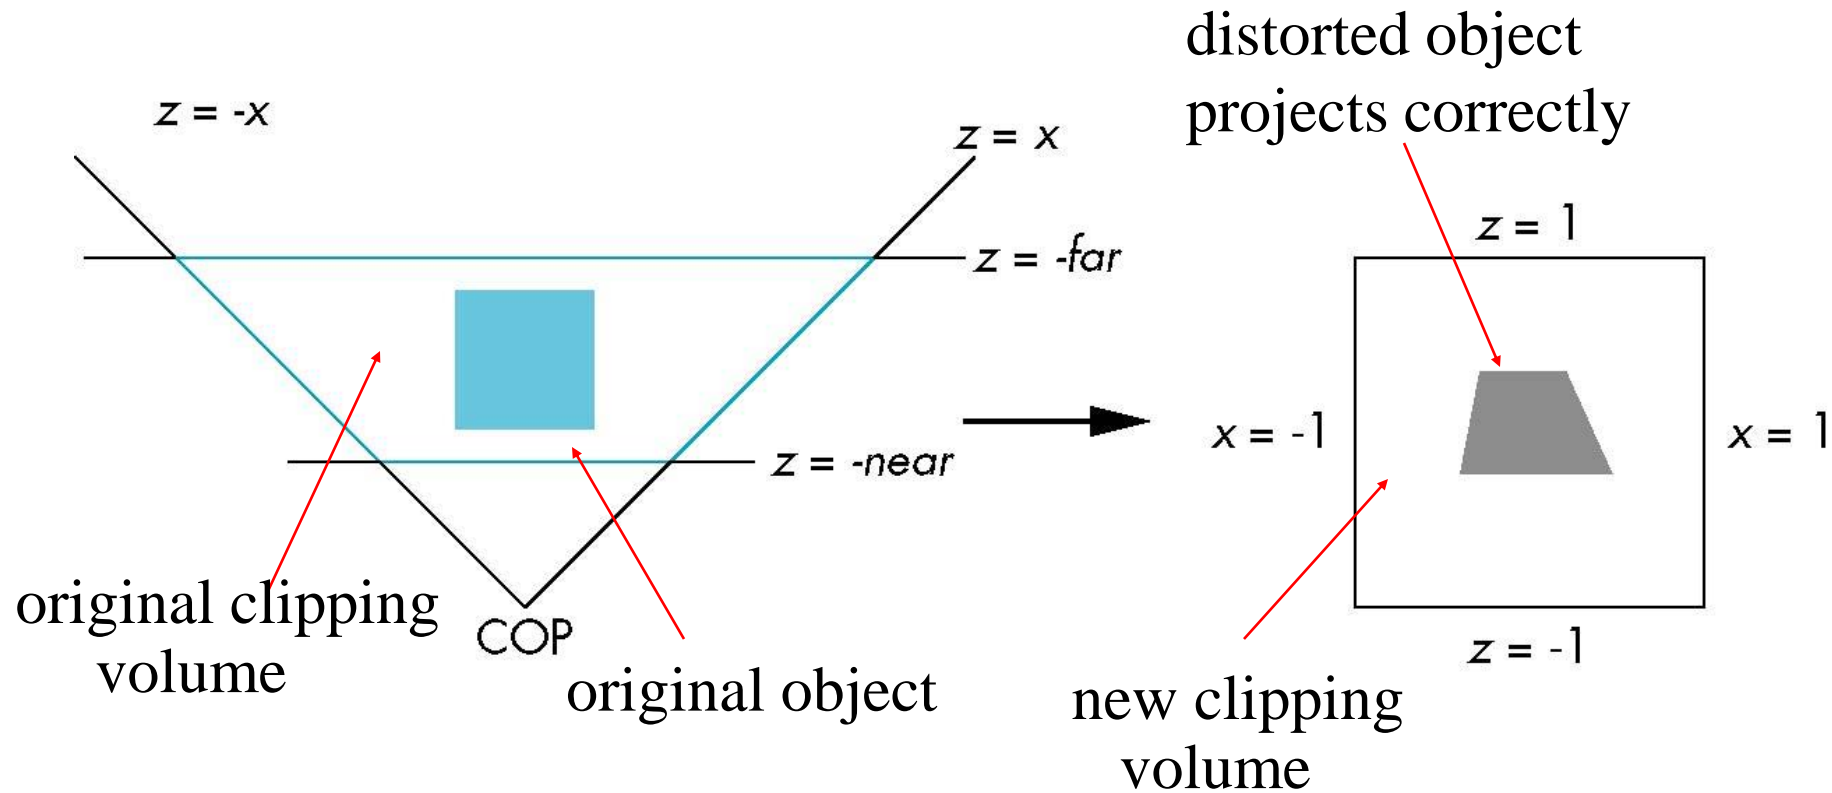 distorted object
projects correctly
z = -x
z = x
z = 1
z = -far
x = -1
x = 1
z = -near
original clipping
volume
COP
original object
z = -1
new clipping
volume